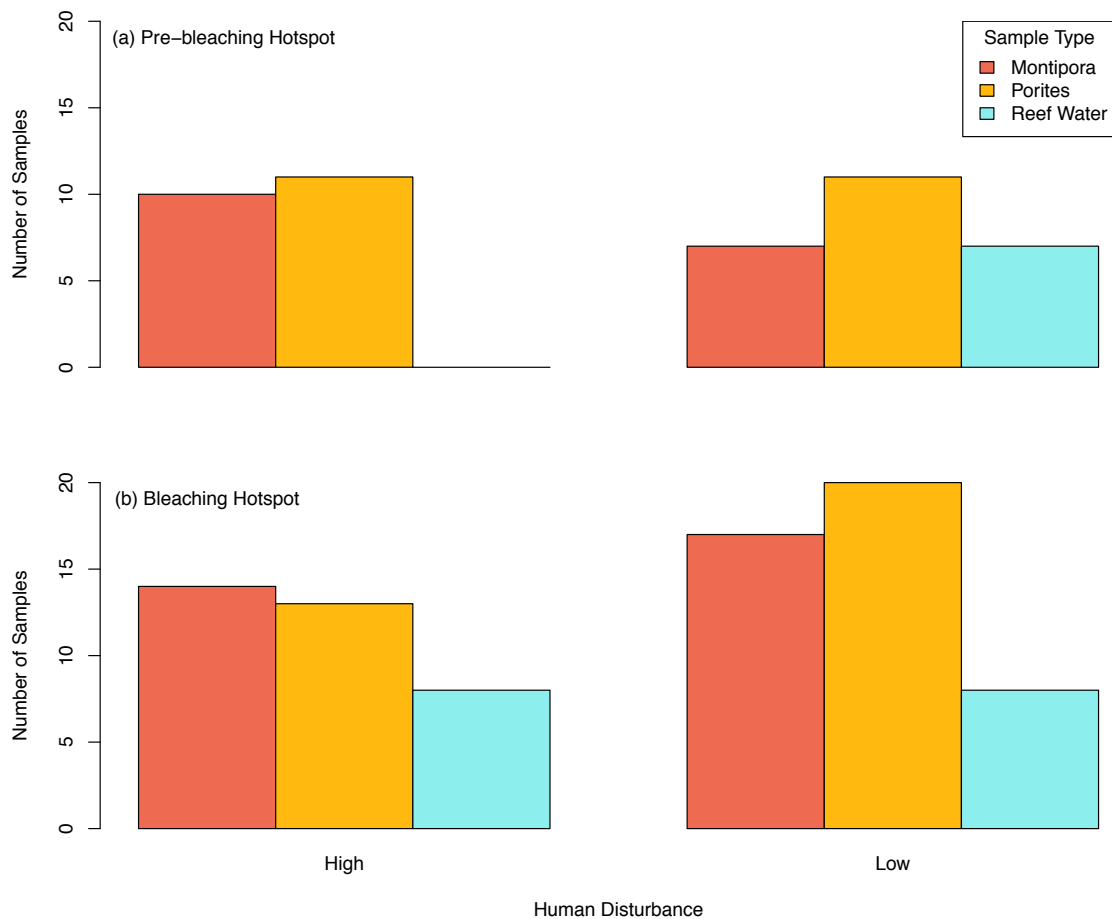 (a) Pre−bleaching Hotspot
Number of Samples
0
5
10
15
20
Sample Type
Montipora
Porites
Reef Water
(b) Bleaching Hotspot
Number of Samples
0
5
10
15
20
High
Low
Human Disturbance